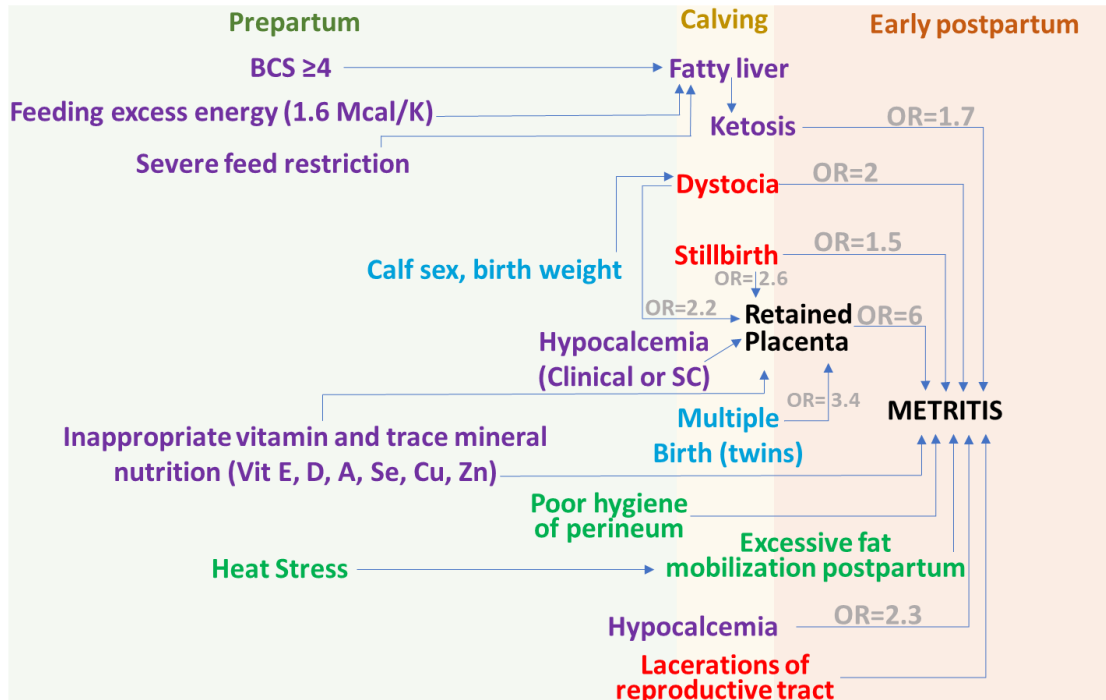 Prepartum
Calving
Early postpartum
BCS ≥4
Fatty liver
Feeding excess energy (1.6 Mcal/K)
Ketosis
OR=1.7
Severe feed restriction
Dystocia
OR=2
Stillbirth
OR=1.5
Calf sex, birth weight
OR=2.6
OR=2.2
Retained
Placenta
OR=6
Hypocalcemia
(Clinical or SC)
OR= 3.4
METRITIS
Multiple
Birth (twins)
Inappropriate vitamin and trace mineral
nutrition (Vit E, D, A, Se, Cu, Zn)
Poor hygiene
of perineum
Excessive fat
mobilization postpartum
Heat Stress
Hypocalcemia
OR=2.3
Lacerations of
reproductive tract